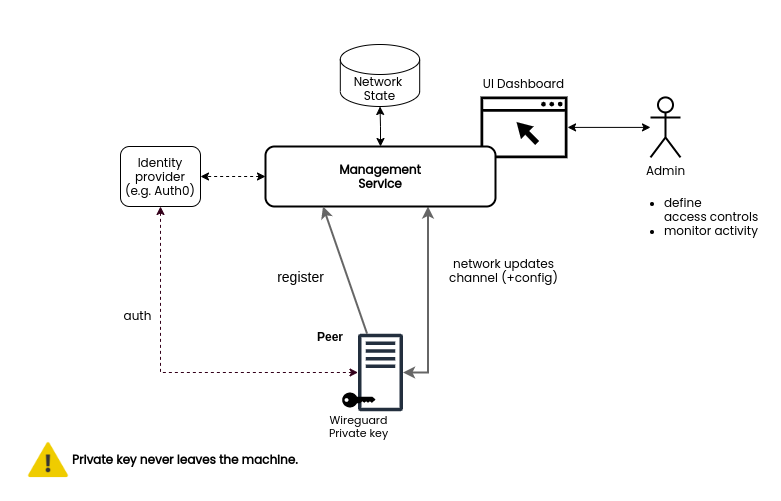 UI Dashboard
Network
State
Identity
provider
(e.g. Auth0)
Management
Service
Admin
define
access controls
monitor activity
register
network updates
channel (+config)
auth
Peer
Wireguard
Private key
Private key never leaves the machine.